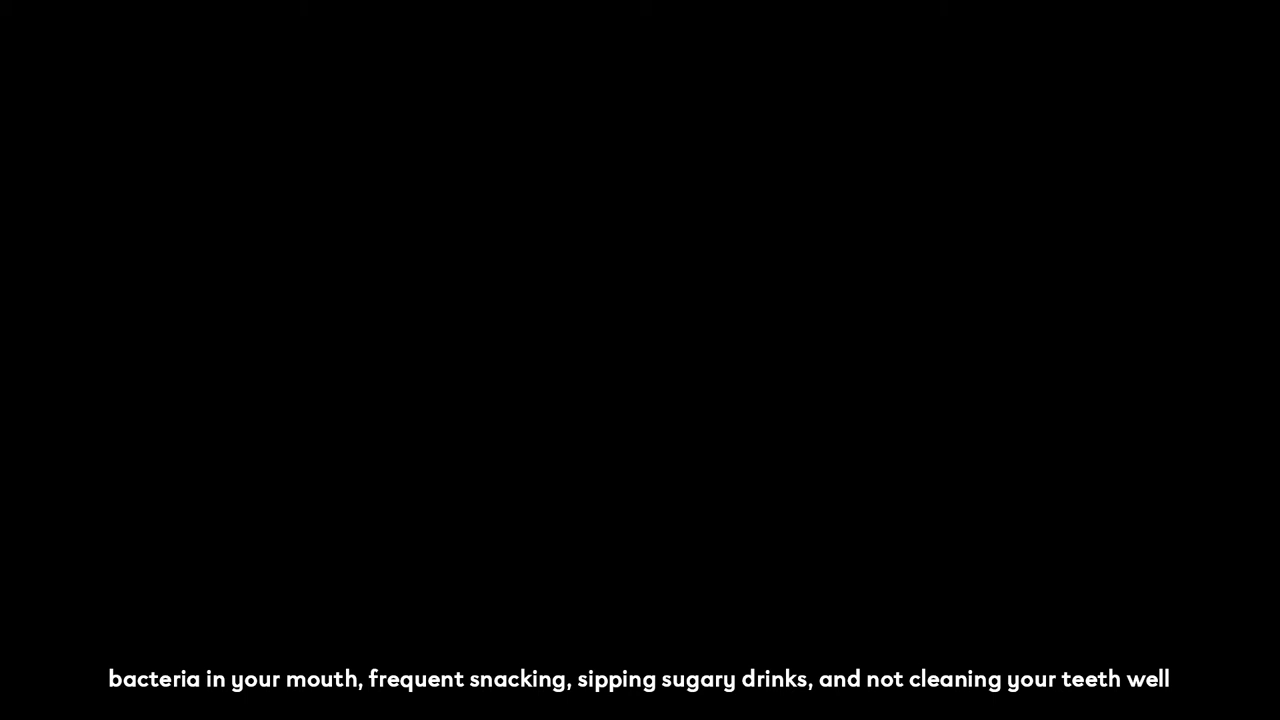 bacteria in your mouth, frequent snacking, sipping sugary drinks, and not cleaning your teeth well